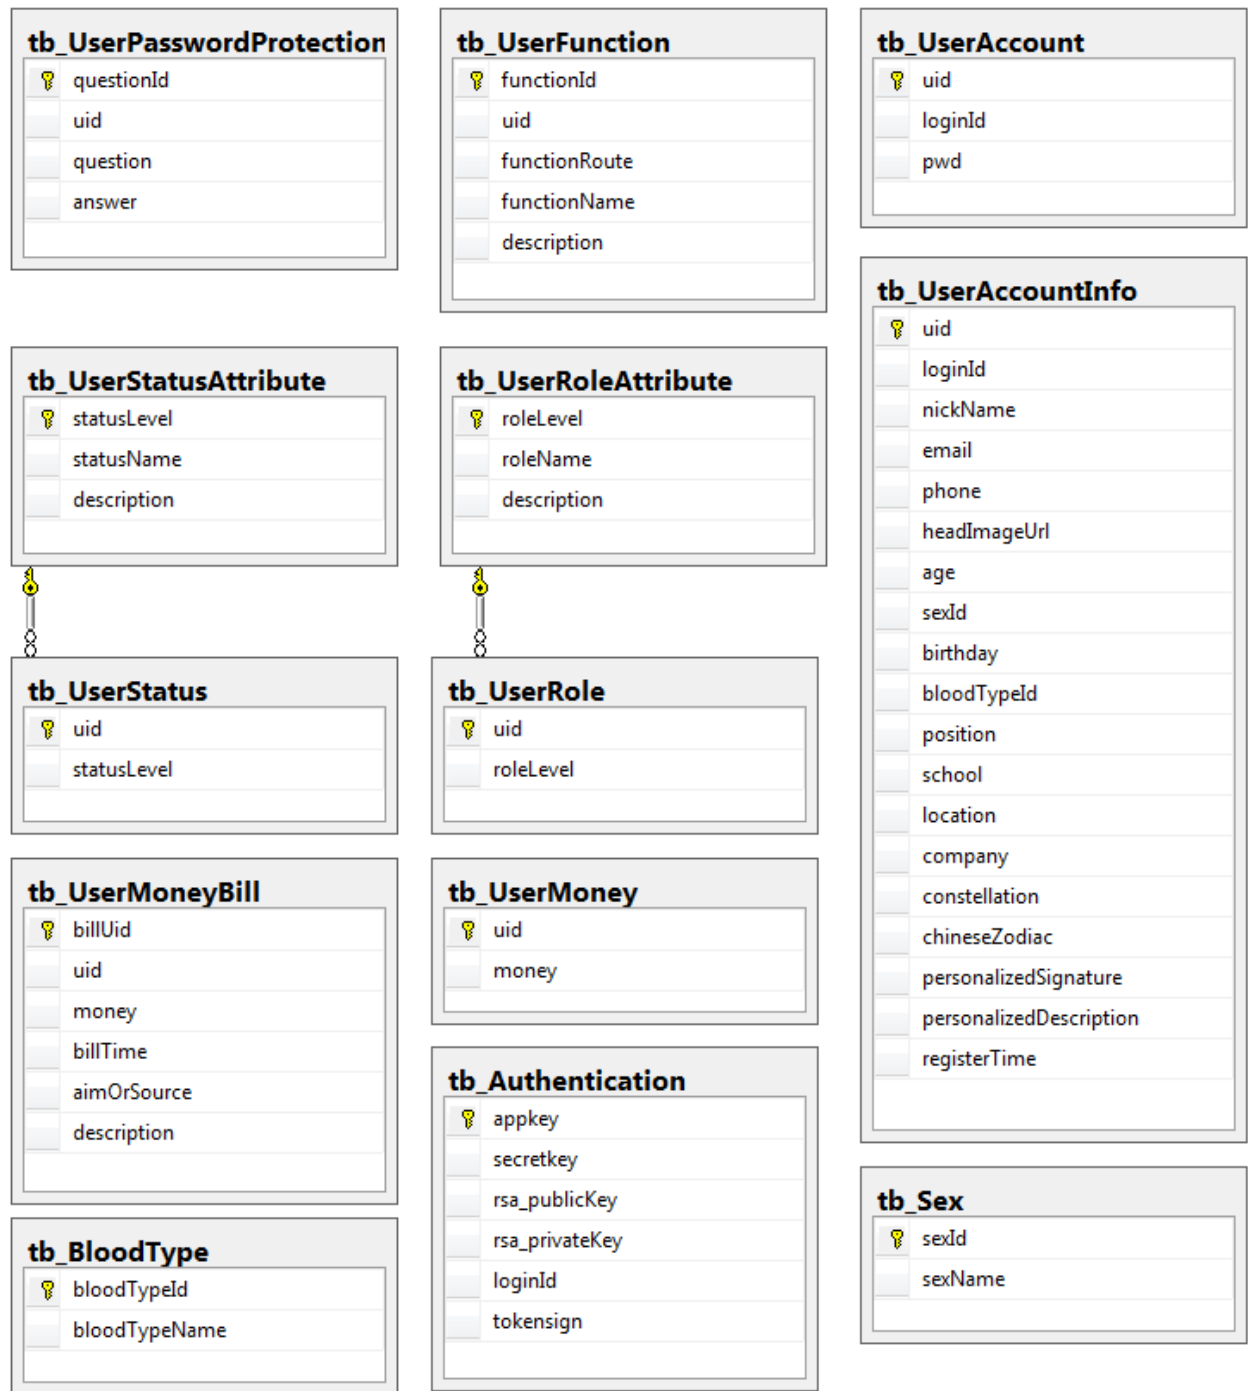 tb_UserPasswordProtection
questionId
uid
question
answer
tb_UserFunction
functionId
uid
functionRoute
functionName
description
tb_UserAccount
uid
loginId
pwd
tb_UserStatusAttribute
statusLevel
statusName
description
tb_UserRoleAttribute
roleLevel
roleName
description
tb_UserAccountInfo
uid
loginId
nickName
email
phone
headImageUrl
age
sexId
birthday
bloodTypeId
position
school
location
company
constellation
chineseZodiac
personalizedSignature
personalizedDescription
registerTime
tb_UserStatus
uid
statusLevel
tb_UserRole
uid
roleLevel
tb_UserMoneyBill
billUid
uid
money
billTime
aimOrSource
description
tb_UserMoney
uid
money
tb_Authentication
appkey
secretkey
rsa_publicKey
rsa_privateKey
loginId
tokensign
tb_Sex
sexId
sexName
tb_BloodType
bloodTypeId
bloodTypeName